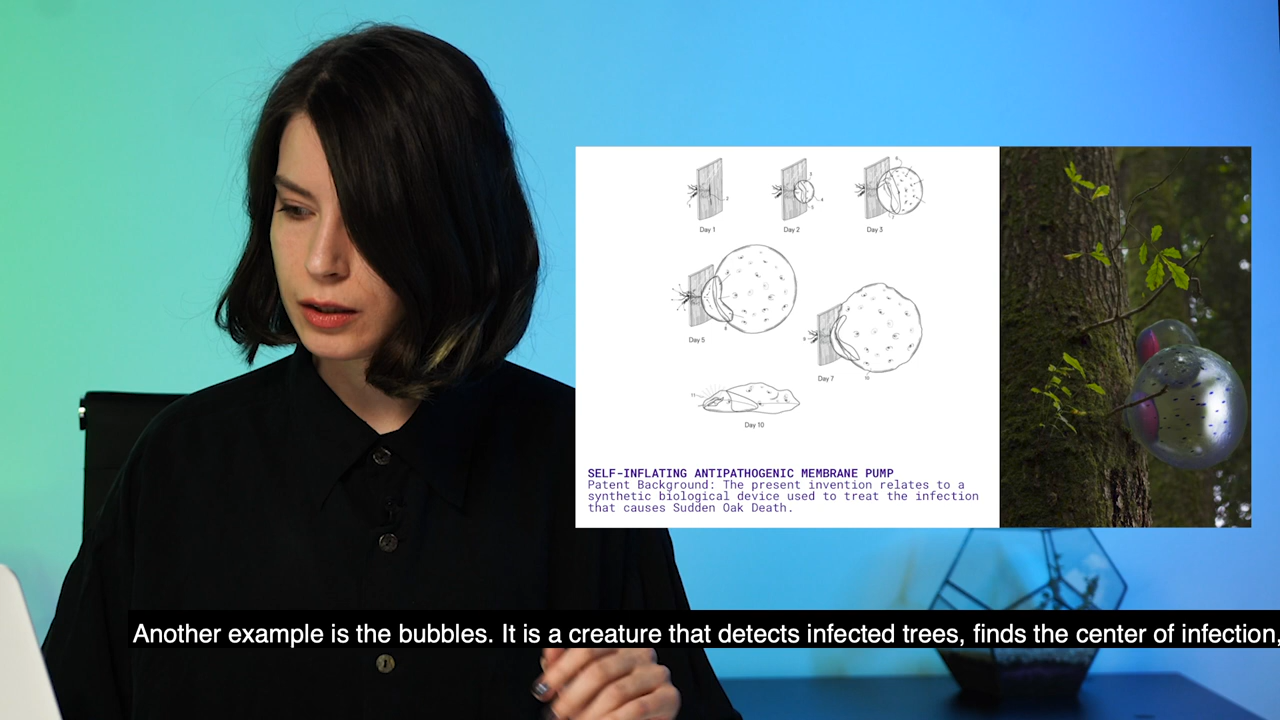 Day 1
Day 2
Day 3
Day 5
Day 7
Day 10
SELF-INFLATING ANTIPATHOGENIC MEMBRANE PUMP
Patent Background: The present invention relates to a
synthetic biological device used to treat the infection
that causes Sudden Oak Death.
Another example is the bubbles. It is a creature that detects infected trees, finds the center of infection,